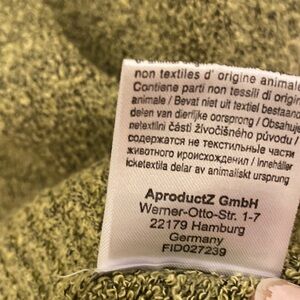 non textiles d' origine animale
Contiene parti non tessili di origine
animale / Bevat niet uit textiel bestaande
delen van dierlijke oorsprong / Obsahuje
netextilní části živočišného původu /
содержатся не текстильные части
животного происхождения / Innehåller
icketextila delar av animaliskt ursprung
AproductZ GmbH
Werner-Otto-Str. 1-7
22179 Hamburg
Germany
FID027239